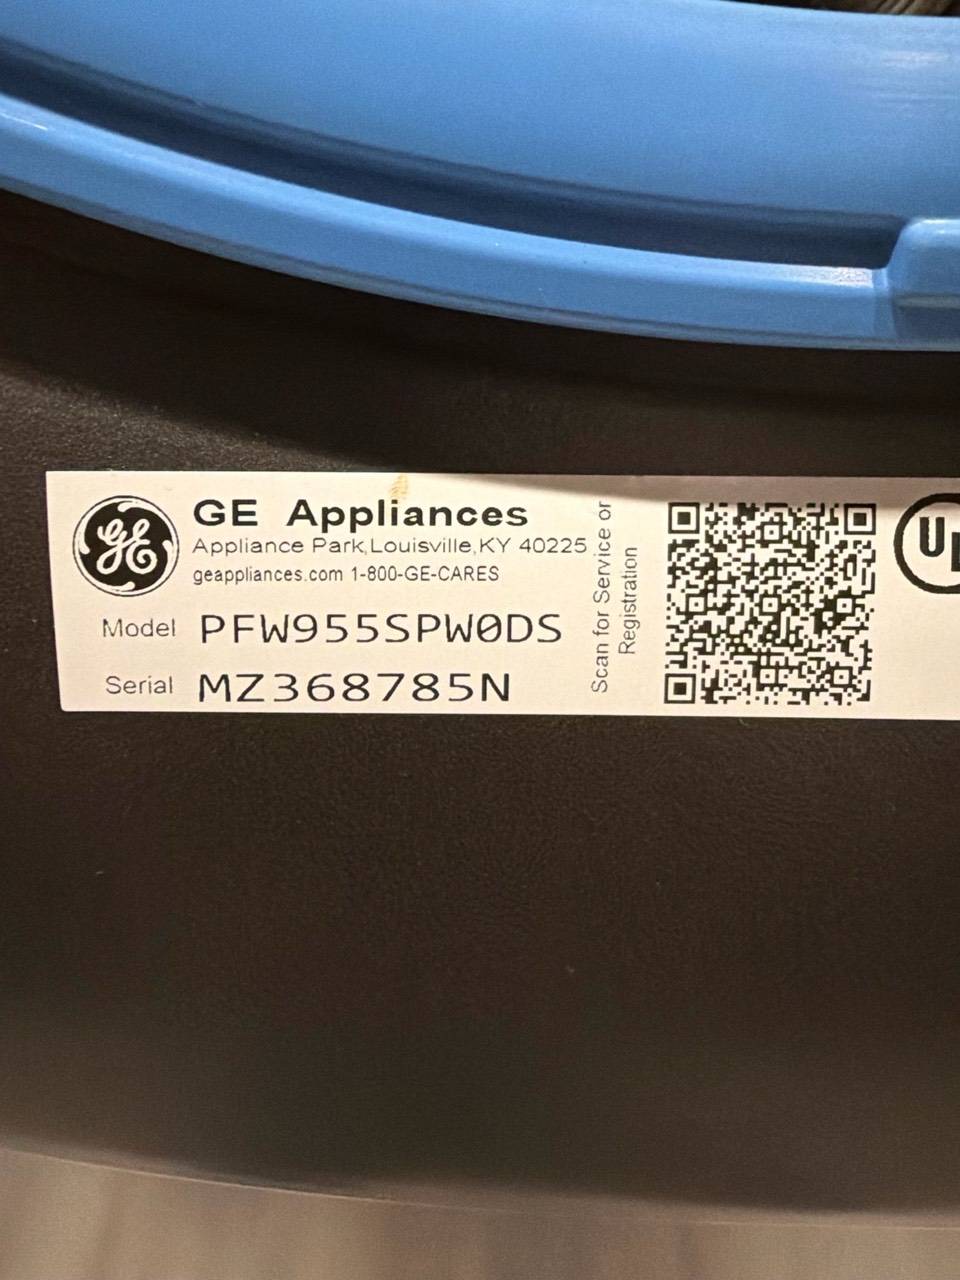 GE
GE Appliances
Appliance Park, Louisville, KY 40225
geappliances.com 1-800-GE-CARES
Model PFW955SPW0DS
Serial MZ368785N
Scan for Service or
Registration